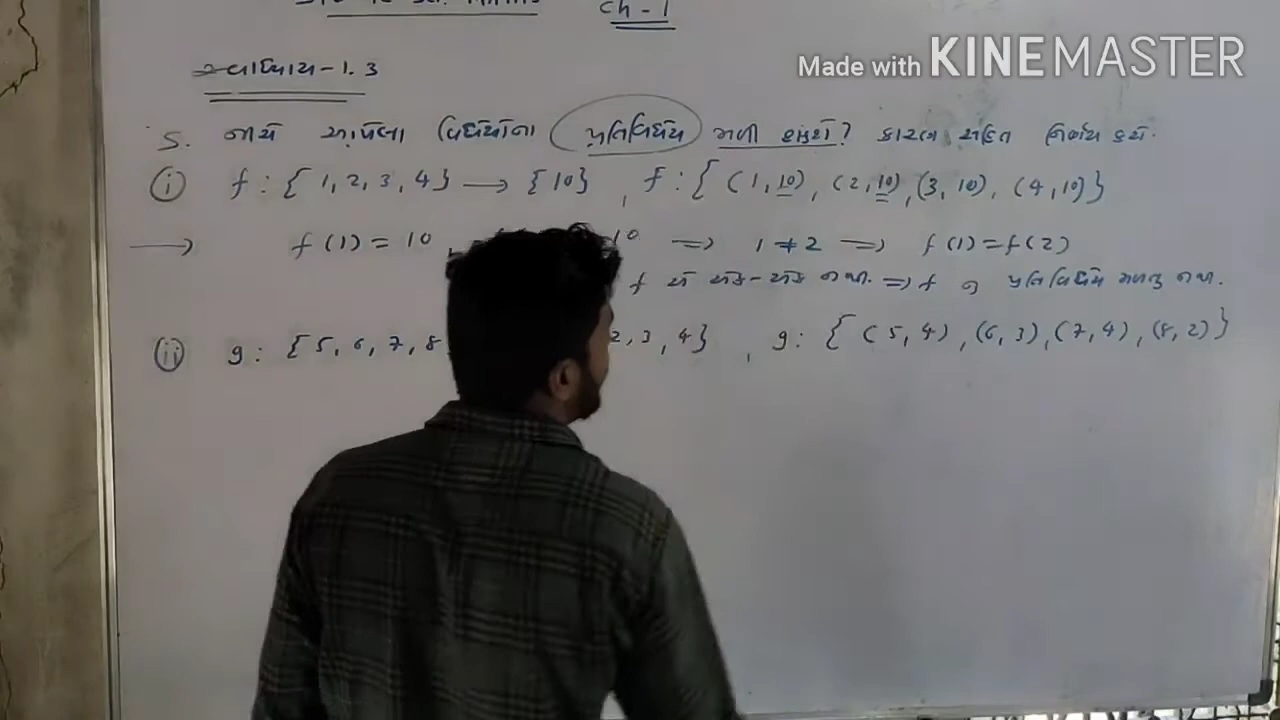 Ch - 1
Made with KINEMASTER
સ્વાધ્યાય - 1.3
5. નીચે આપેલા વિધેયોના પ્રતિવિધેય મળી શકશે? કારણ સહિત નિર્ણય કરો.
(i) f : { 1, 2, 3, 4 } → { 10 } , f : { (1, 10), (2, 10), (3, 10), (4, 10) }
→ f (1) = 10 , 10 ⇒ 1 ≠ 2 ⇒ f (1) = f (2)
f એ એક - એક નથી. ⇒ f નું પ્રતિવિધેય મળતું નથી.
(ii) g : { 5, 6, 7, 8 2, 3, 4 } , g : { ( 5, 4) , (6, 3), (7, 4) , (8, 2) }